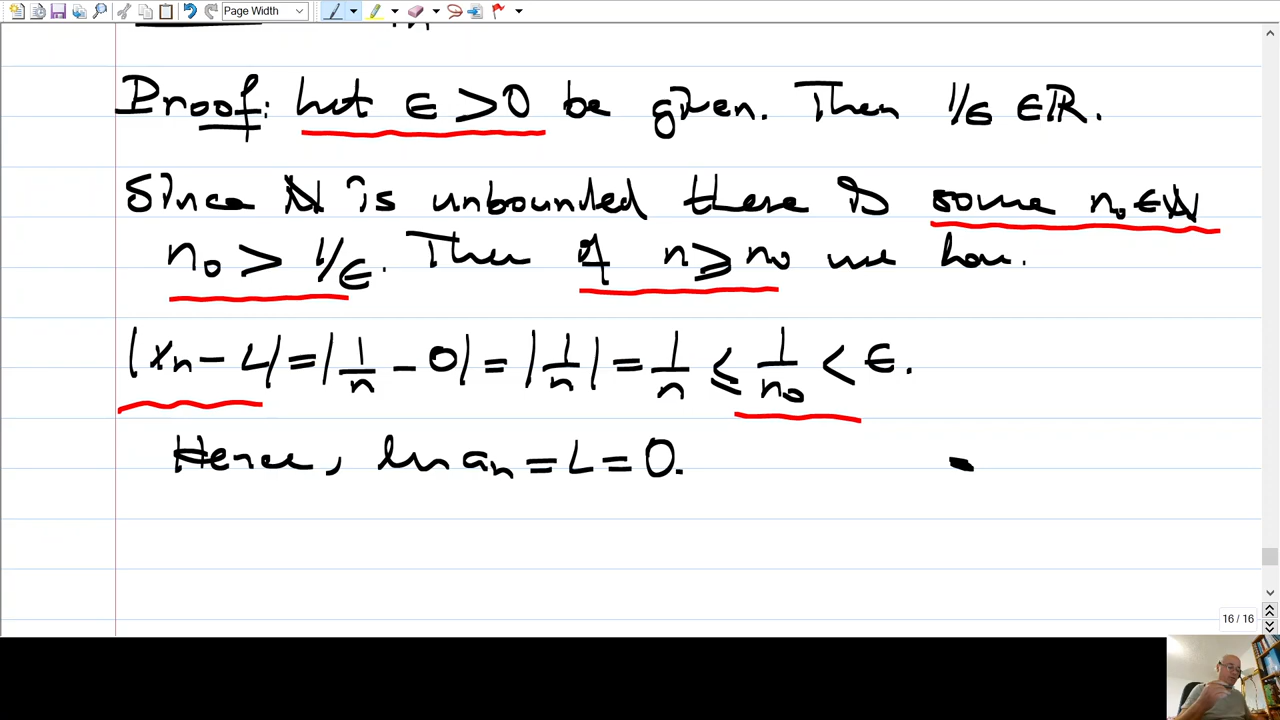 Page Width
Proof: Let ϵ > 0 be given. Then 1/ϵ ∈ ℝ.
Since ℕ is unbounded there is some n₀ ∈ ℕ
n₀ > 1/ϵ. Then if n ≥ n₀ we have.
|xₙ − L| = |1/n − 0| = |1/n| = 1/n ≤ 1/n₀ < ϵ.
Hence, lim aₙ = L = 0.
16 / 16